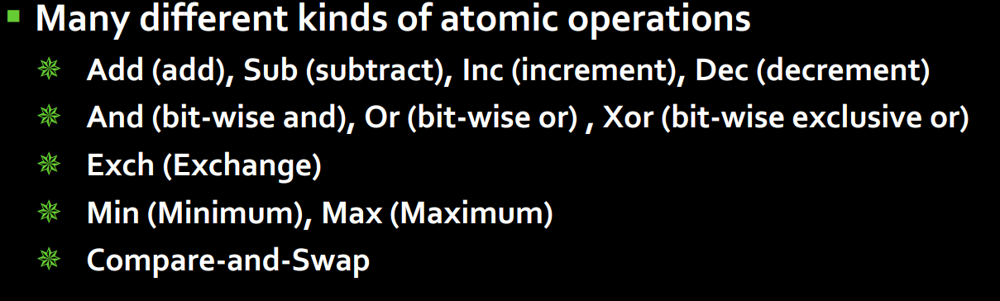 Many different kinds of atomic operations
Add (add), Sub (subtract), Inc (increment), Dec (decrement)
And (bit-wise and), Or (bit-wise or) , Xor (bit-wise exclusive or)
Exch (Exchange)
Min (Minimum), Max (Maximum)
Compare-and-Swap